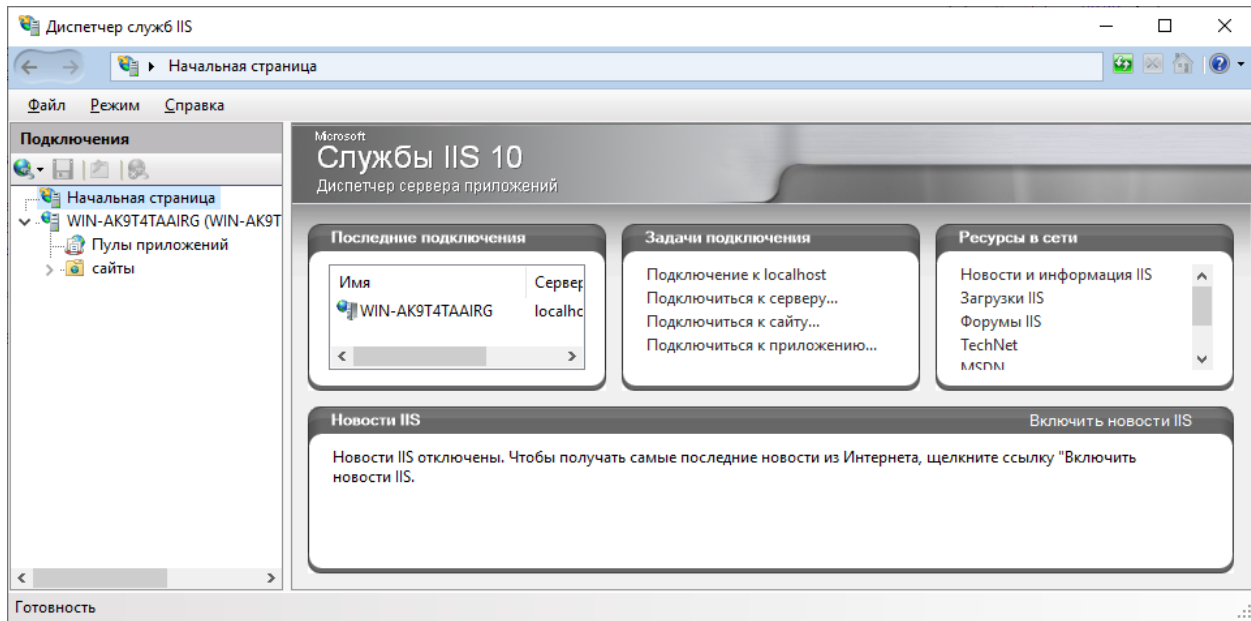 Диспетчер служб IIS
Начальная страница
Файл Режим Справка
Подключения
Начальная страница
WIN-AK9T4TAAIRG (WIN-AK9T
Пулы приложений
сайты
Microsoft
Службы IIS 10
Диспетчер сервера приложений
Последние подключения
Имя Сервер
WIN-AK9T4TAAIRG localhc
Задачи подключения
Подключение к localhost
Подключиться к серверу...
Подключиться к сайту...
Подключиться к приложению...
Ресурсы в сети
Новости и информация IIS
Загрузки IIS
Форумы IIS
TechNet
MSDN
Новости IIS Включить новости IIS
Новости IIS отключены. Чтобы получать самые последние новости из Интернета, щелкните ссылку "Включить
новости IIS.
Готовность